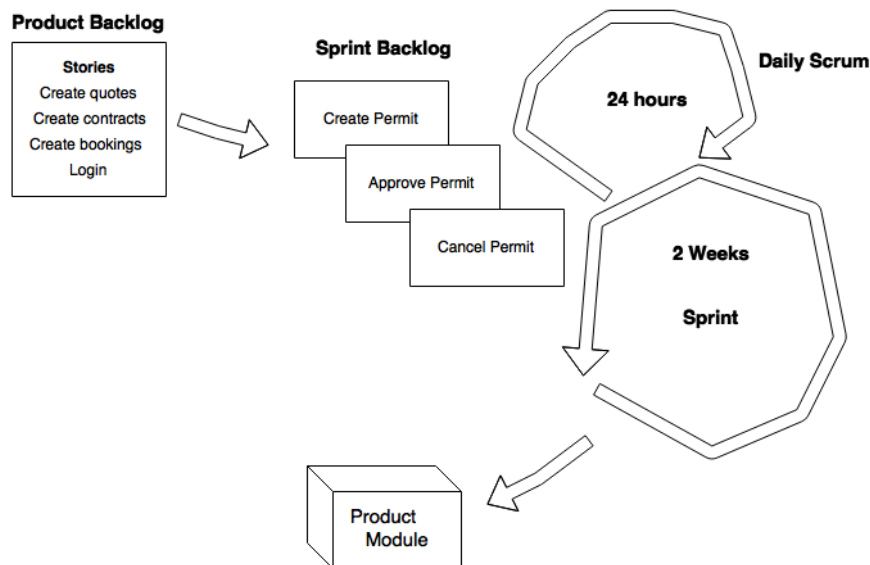 Product Backlog
Stories
Create quotes
Create contracts
Create bookings
Login
Sprint Backlog
Create Permit
Approve Permit
Cancel Permit
Daily Scrum
24 hours
2 Weeks
Sprint
Product
Module